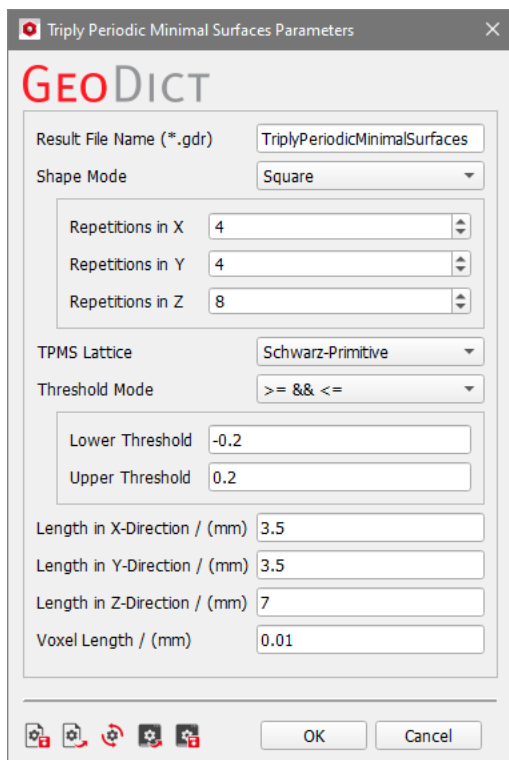 Triply Periodic Minimal Surfaces Parameters
GEODICT
Result File Name (*.gdr) TriplyPeriodicMinimalSurfaces
Shape Mode Square
Repetitions in X 4
Repetitions in Y 4
Repetitions in Z 8
TPMS Lattice Schwarz-Primitive
Threshold Mode >= && <=
Lower Threshold -0.2
Upper Threshold 0.2
Length in X-Direction / (mm) 3.5
Length in Y-Direction / (mm) 3.5
Length in Z-Direction / (mm) 7
Voxel Length / (mm) 0.01
OK Cancel